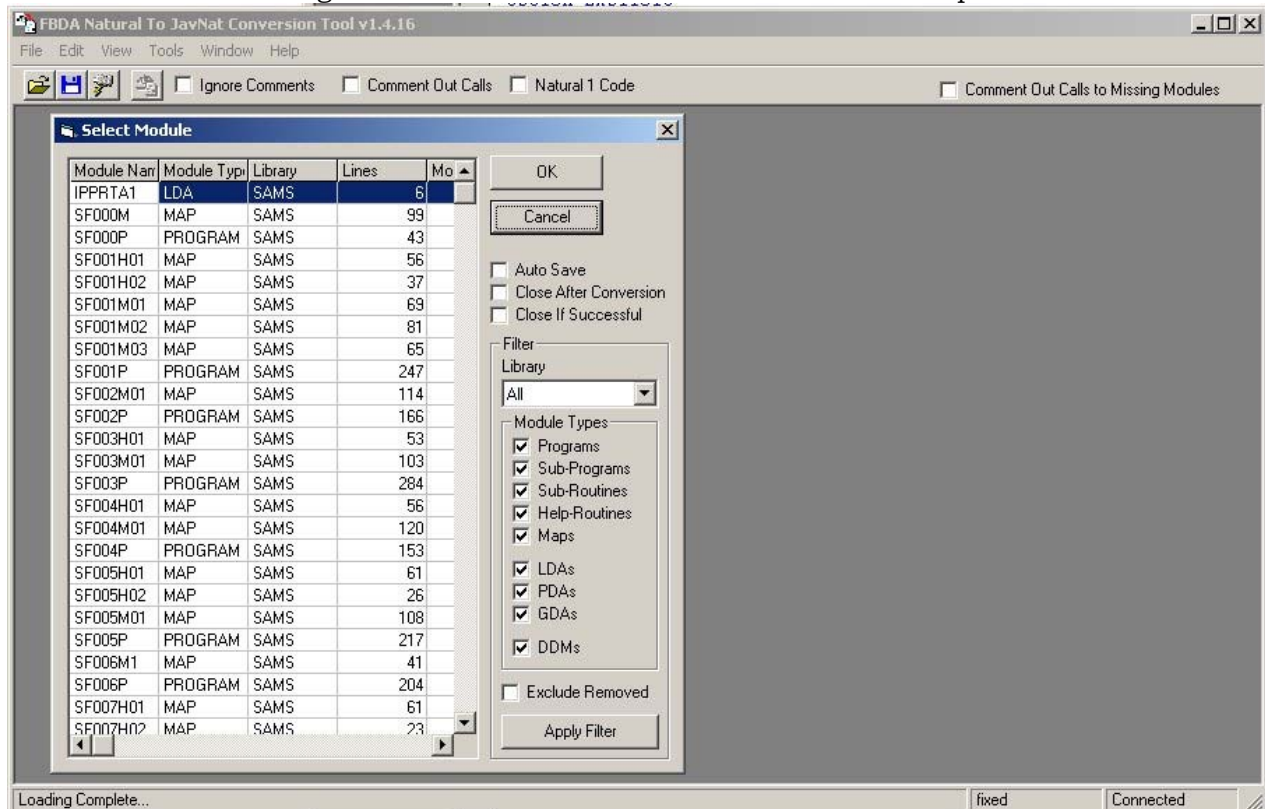 FBDA Natural To JavNat Conversion Tool v1.4.16
File Edit View Tools Window Help
Ignore Comments Comment Out Calls Natural 1 Code Comment Out Calls to Missing Modules
Select Module
Module Nam Module Typ Library Lines Mo
IPPRTA1 LDA SAMS 6
SF000M MAP SAMS 99
SF000P PROGRAM SAMS 43
SF001H01 MAP SAMS 56
SF001H02 MAP SAMS 37
SF001M01 MAP SAMS 69
SF001M02 MAP SAMS 81
SF001M03 MAP SAMS 65
SF001P PROGRAM SAMS 247
SF002M01 MAP SAMS 114
SF002P PROGRAM SAMS 166
SF003H01 MAP SAMS 53
SF003M01 MAP SAMS 103
SF003P PROGRAM SAMS 284
SF004H01 MAP SAMS 56
SF004M01 MAP SAMS 120
SF004P PROGRAM SAMS 153
SF005H01 MAP SAMS 61
SF005H02 MAP SAMS 26
SF005M01 MAP SAMS 108
SF005P PROGRAM SAMS 217
SF006M1 MAP SAMS 41
SF006P PROGRAM SAMS 204
SF007H01 MAP SAMS 61
SF007H02 MAP SAMS 23
OK
Cancel
Auto Save
Close After Conversion
Close If Successful
Filter
Library
All
Module Types
Programs
Sub-Programs
Sub-Routines
Help-Routines
Maps
LDAs
PDAs
GDAs
DDMs
Exclude Removed
Apply Filter
Loading Complete... fixed Connected